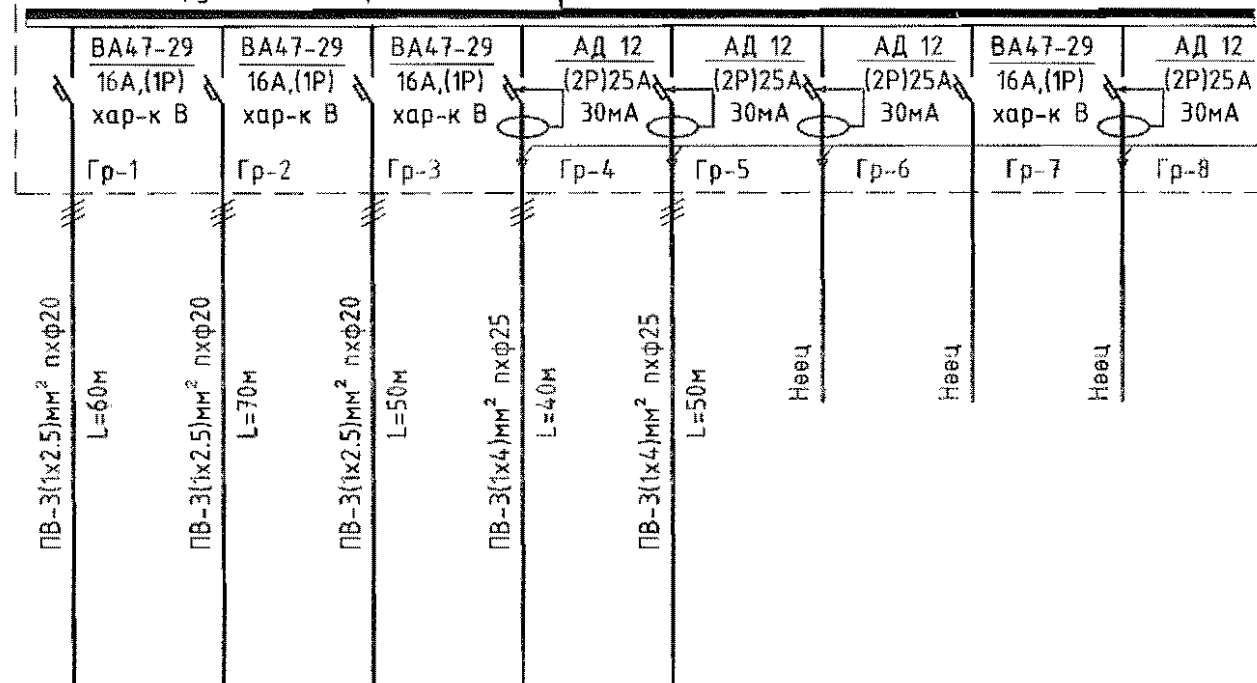 ВА47-29
16А,(1Р)
хар-к В
Гр-1
ВА47-29
16А,(1Р)
хар-к В
Гр-2
ВА47-29
16А,(1Р)
хар-к В
Гр-3
АД 12
(2Р)25А
30мА
Гр-4
АД 12
(2Р)25А
30мА
Гр-5
АД 12
(2Р)25А
30мА
Гр-6
ВА47-29
16А,(1Р)
хар-к В
Гр-7
АД 12
(2Р)25А
30мА
Гр-8
ПВ-3(1х2.5)мм² пхф20
L=60м
ПВ-3(1х2.5)мм² пхф20
L=70м
ПВ-3(1х2.5)мм² пхф20
L=50м
ПВ-3(1х4)мм² пхф25
L=40м
ПВ-3(1х4)мм² пхф25
L=50м
Нөөц
Нөөц
Нөөц